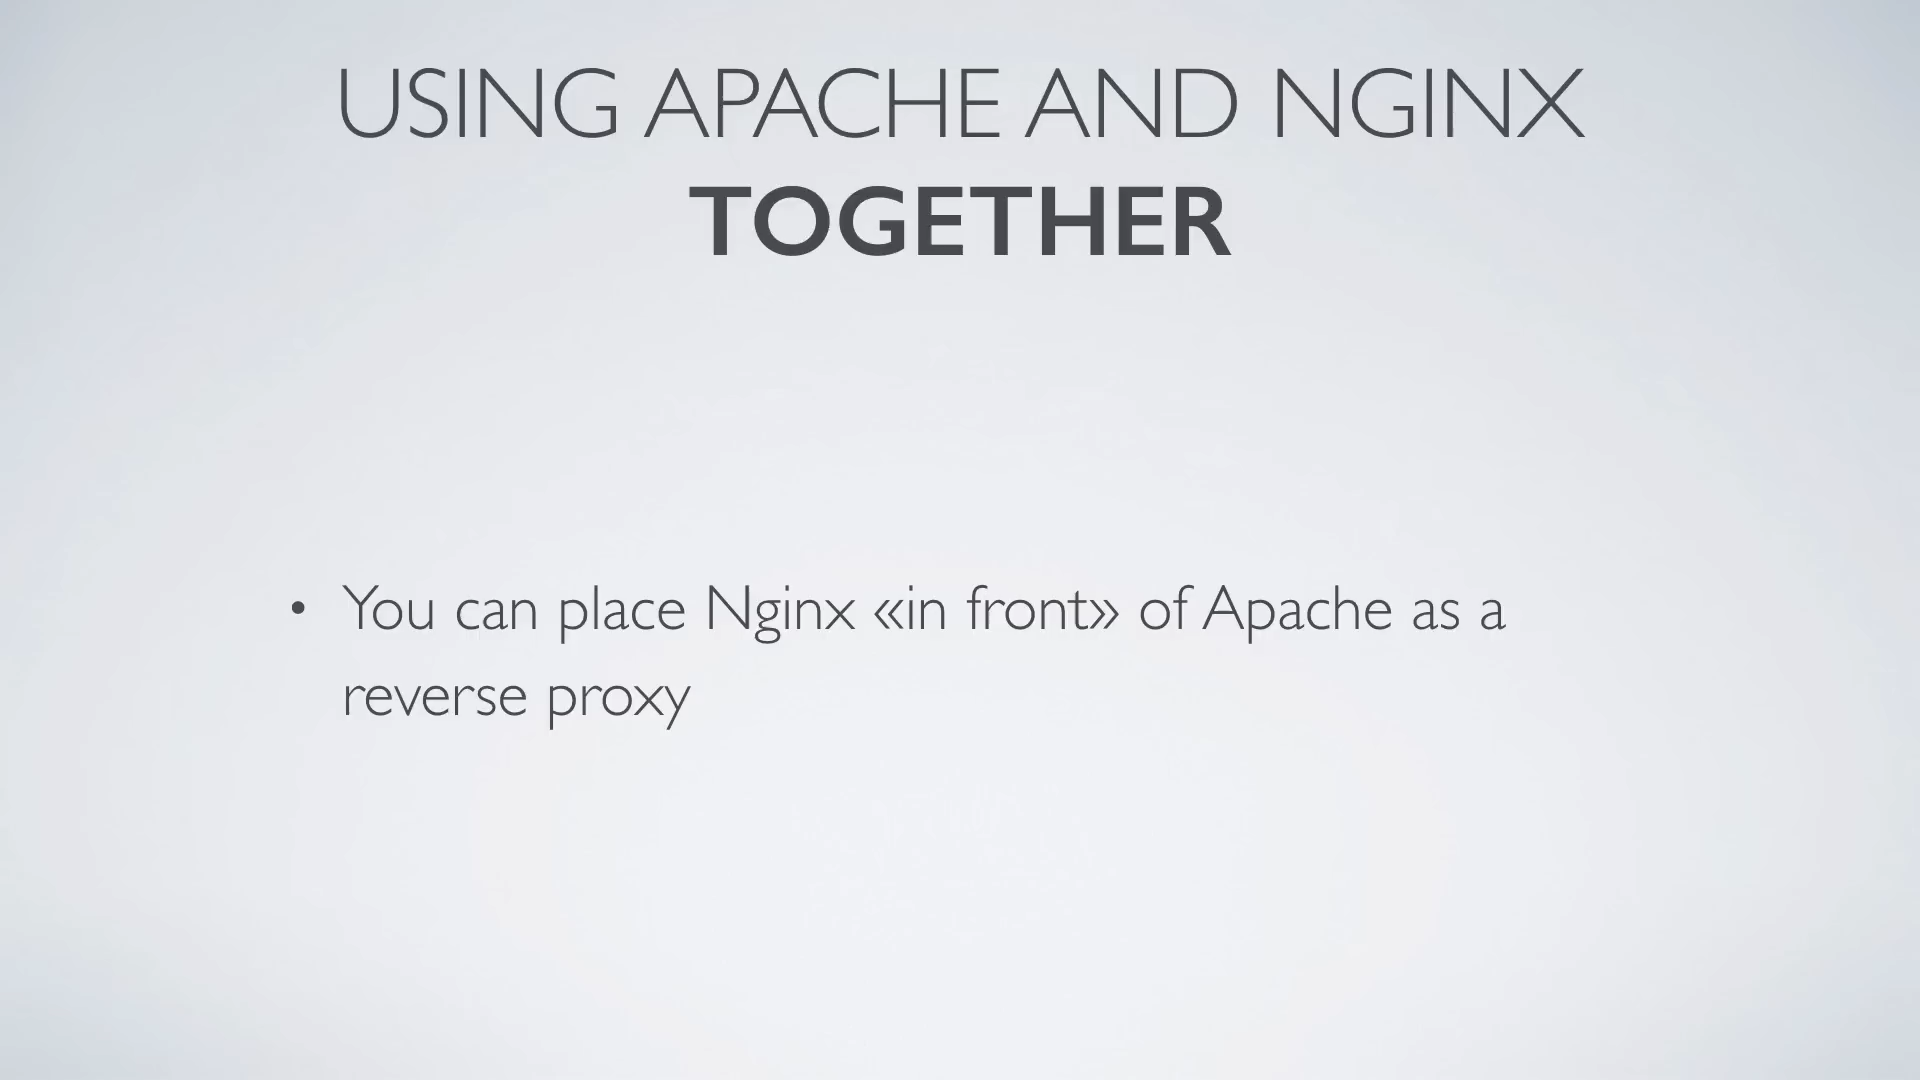 USING APACHE AND NGINX
TOGETHER
• You can place Nginx «in front» of Apache as a
reverse proxy